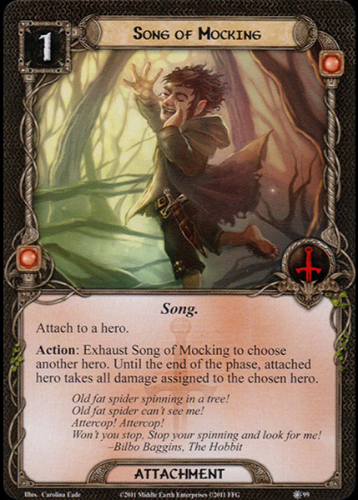 1
Song of Mocking
Song.
Attach to a hero.
Action: Exhaust Song of Mocking to choose
another hero. Until the end of the phase, attached
hero takes all damage assigned to the chosen hero.
Old fat spider spinning in a tree!
Old fat spider can't see me!
Attercop! Attercop!
Won't you stop, Stop your spinning and look for me!
–Bilbo Baggins, The Hobbit
Attachment
Illus. Carolina Eade ©2011 Middle Earth Enterprises ©2011 FFG 99